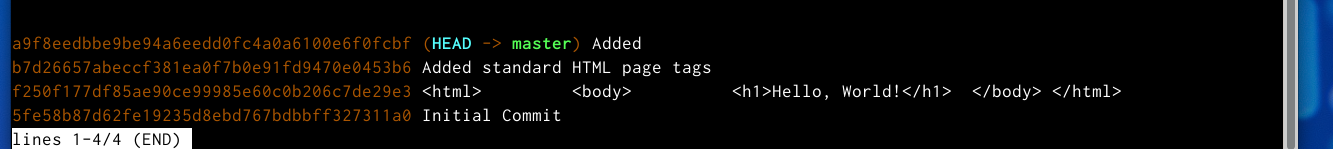 a9f8eedbbe9be94a6eedd0fc4a0a6100e6f0fcbf (HEAD -> master) Added
b7d26657abeccf381ea0f7b0e91fd9470e0453b6 Added standard HTML page tags
f250f177df85ae90ce99985e60c0b206c7de29e3 <html> <body> <h1>Hello, World!</h1> </body> </html>
5fe58b87d62fe19235d8ebd767bdbbff327311a0 Initial Commit
lines 1-4/4 (END)